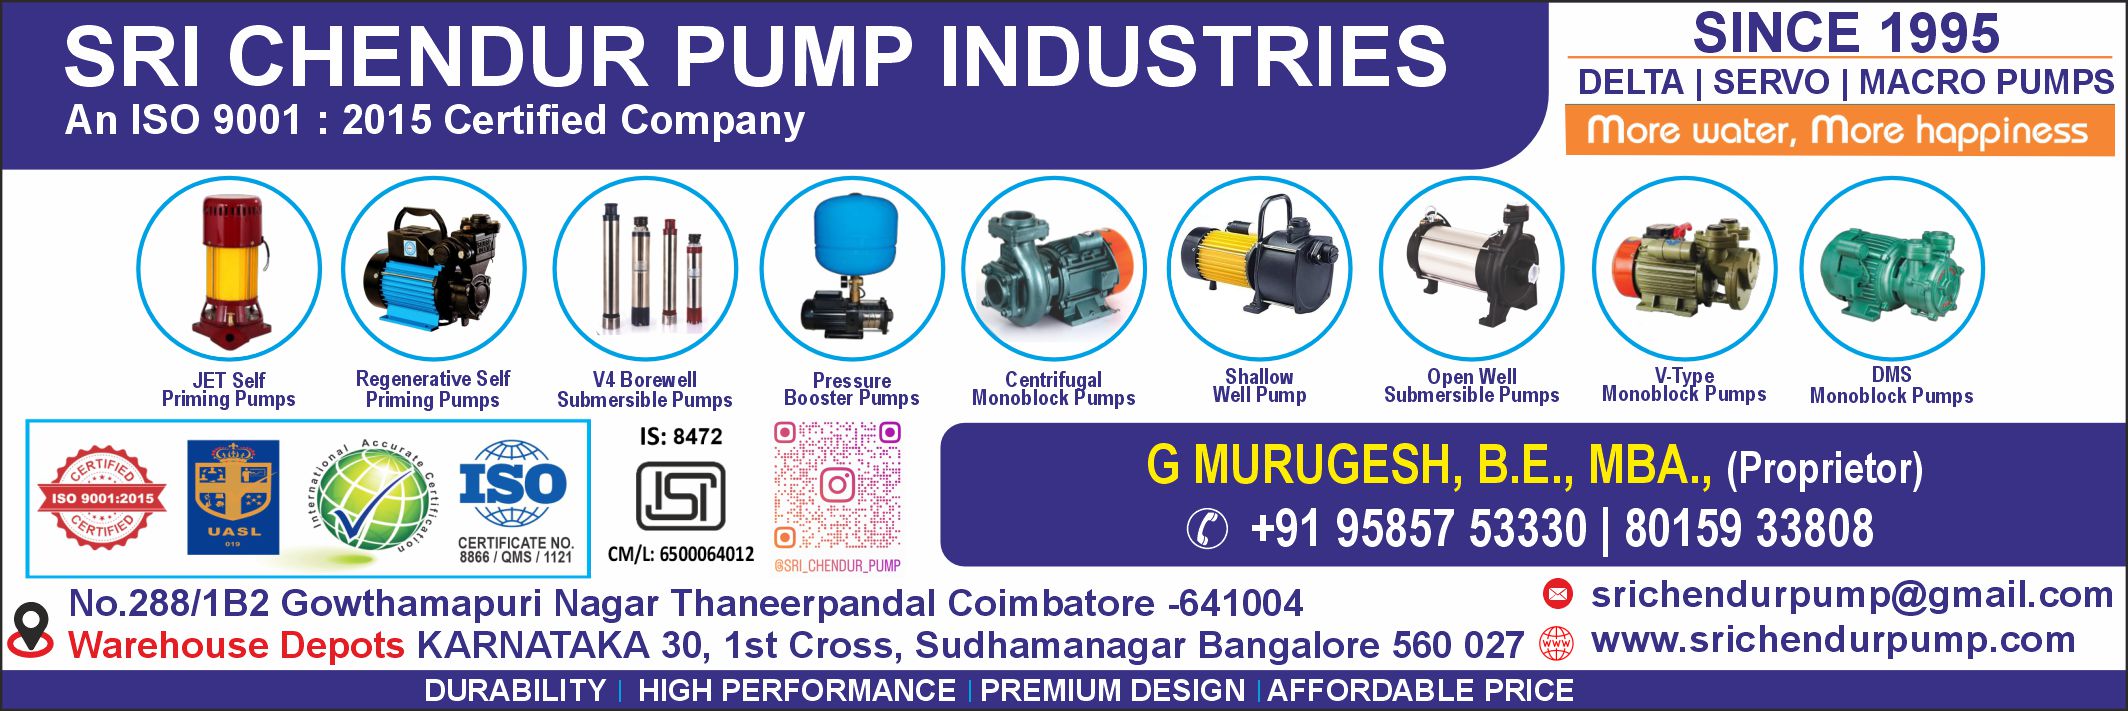 SRI CHENDUR PUMP INDUSTRIES
An ISO 9001 : 2015 Certified Company
SINCE 1995
DELTA | SERVO | MACRO PUMPS
More water, More happiness
JET Self
Priming Pumps
Regenerative Self
Priming Pumps
V4 Borewell
Submersible Pumps
Pressure
Booster Pumps
Centrifugal
Monoblock Pumps
Shallow
Well Pump
Open Well
Submersible Pumps
V-Type
Monoblock Pumps
DMS
Monoblock Pumps
CERTIFIED
ISO 9001:2015
CERTIFIED
UASL
019
International Accurate Certification
ISO
CERTIFICATE NO.
8866 / QMS / 1121
IS: 8472
ISI
CM/L: 6500064012
@SRI_CHENDUR_PUMP
G MURUGESH, B.E., MBA., (Proprietor)
+91 95857 53330 | 80159 33808
No.288/1B2 Gowthamapuri Nagar Thaneerpandal Coimbatore -641004
Warehouse Depots KARNATAKA 30, 1st Cross, Sudhamanagar Bangalore 560 027
srichendurpump@gmail.com
www www.srichendurpump.com
DURABILITY | HIGH PERFORMANCE | PREMIUM DESIGN | AFFORDABLE PRICE